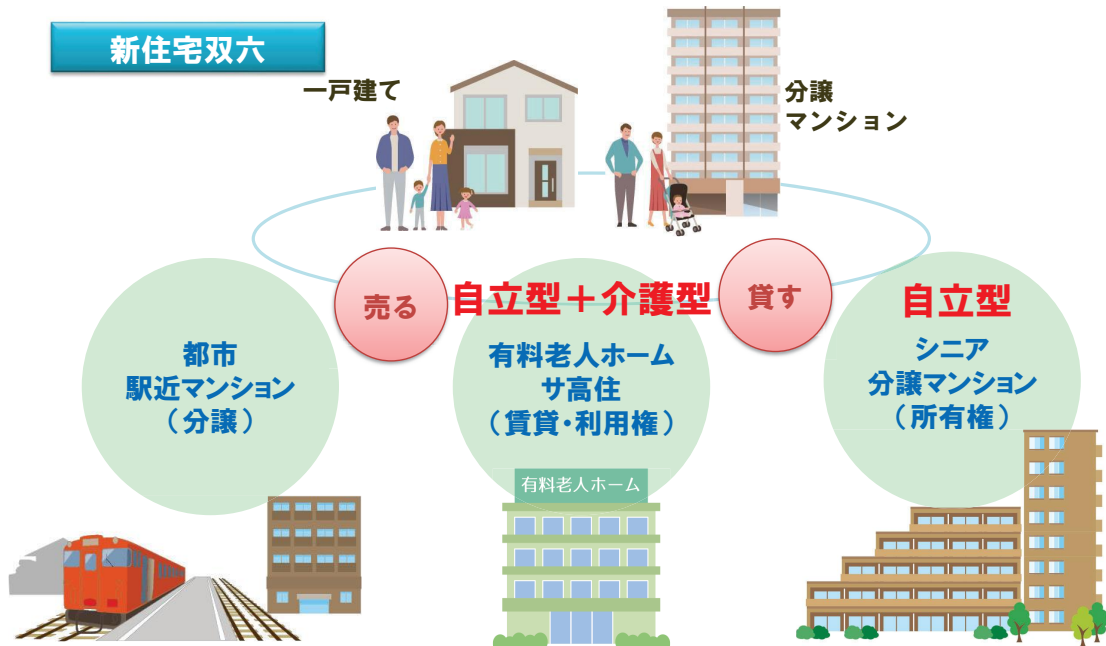 新住宅双六
一戸建て
分譲
マンション
売る
自立型＋介護型
貸す
自立型
都市
駅近マンション
（分譲）
有料老人ホーム
サ高住
（賃貸・利用権）
シニア
分譲マンション
（所有権）
有料老人ホーム